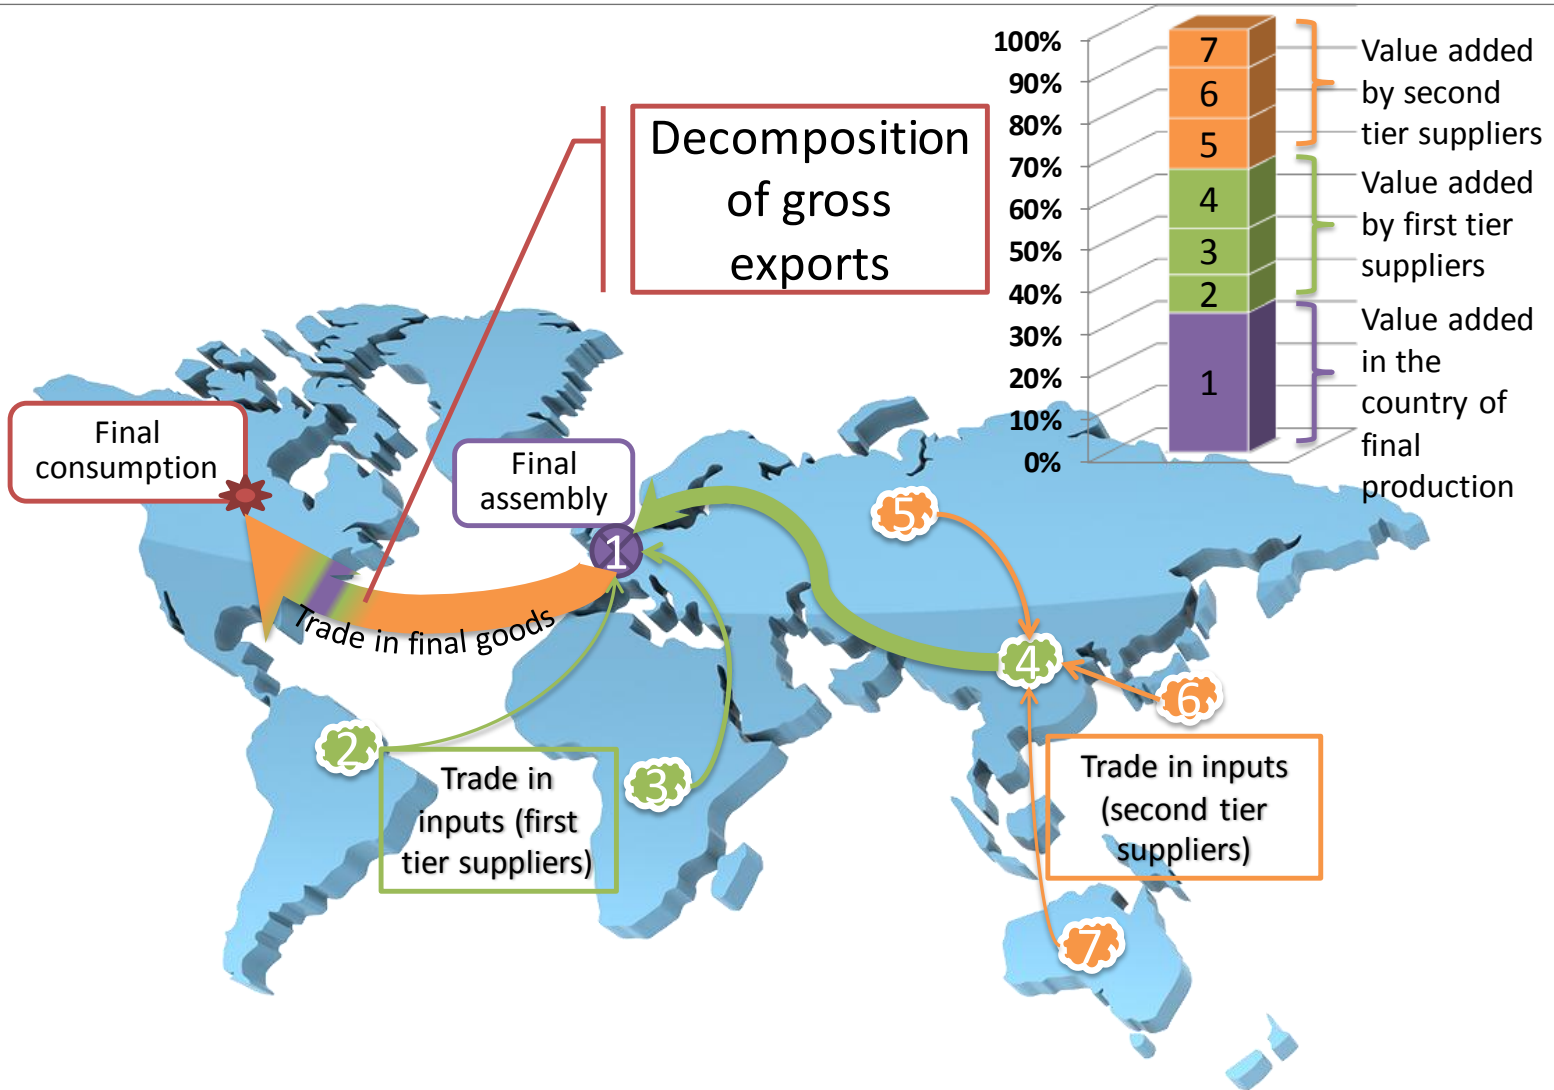 Decomposition
of gross
exports
100%
90%
80%
70%
60%
50%
40%
30%
20%
10%
0%
7
6
5
4
3
2
1
Value added
by second
tier suppliers
Value added
by first tier
suppliers
Value added
in the
country of
final
production
Final
consumption
Final
assembly
1
Trade in final goods
5
4
6
2
3
7
Trade in
inputs (first
tier suppliers)
Trade in inputs
(second tier
suppliers)